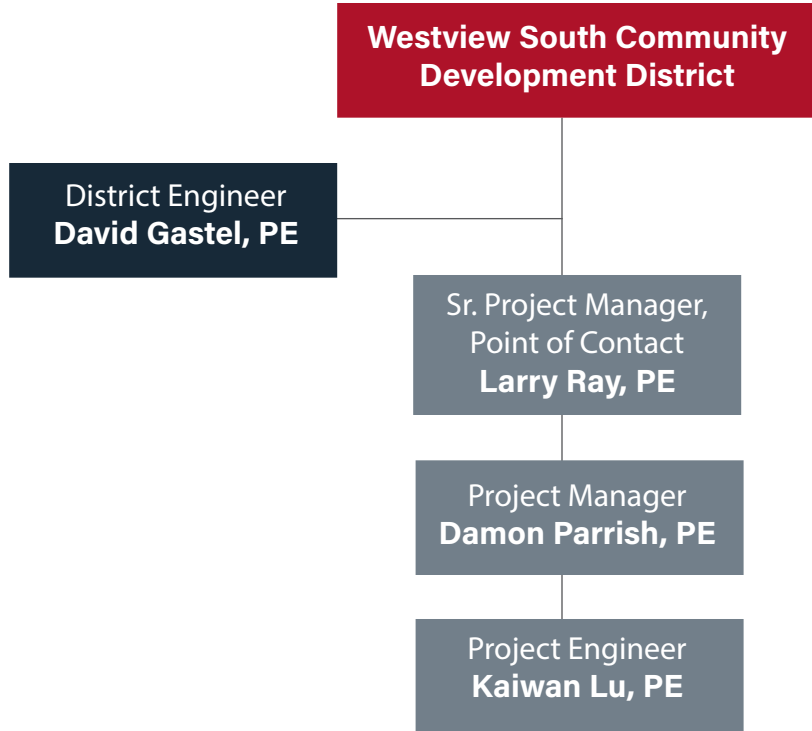 Westview South Community
Development District
District Engineer
David Gastel, PE
Sr. Project Manager,
Point of Contact
Larry Ray, PE
Project Manager
Damon Parrish, PE
Project Engineer
Kaiwan Lu, PE